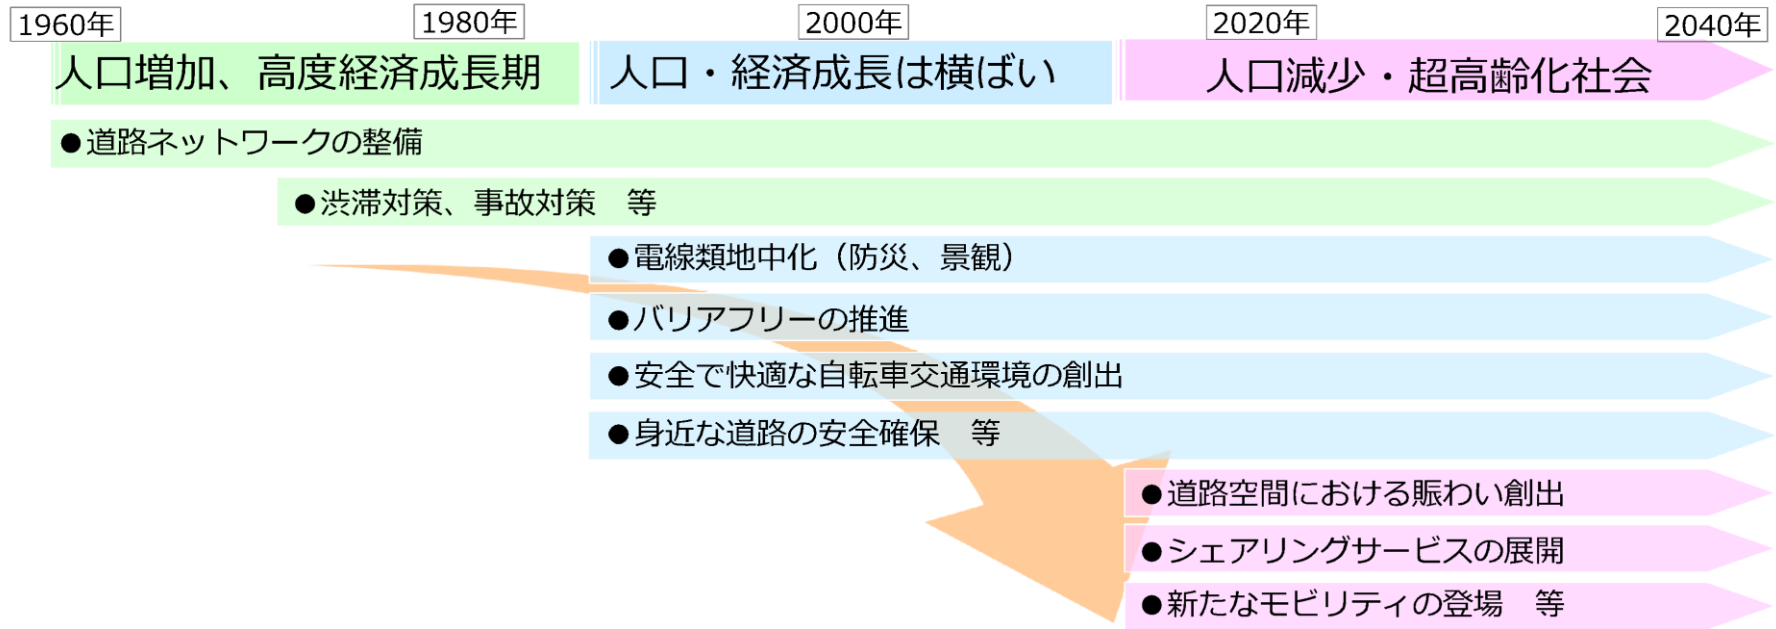 1960年
1980年
2000年
2020年
2040年
人口増加、高度経済成長期
人口・経済成長は横ばい
人口減少・超高齢化社会
●道路ネットワークの整備
●渋滞対策、事故対策　等
●電線類地中化（防災、景観）
●バリアフリーの推進
●安全で快適な自転車交通環境の創出
●身近な道路の安全確保　等
●道路空間における賑わい創出
●シェアリングサービスの展開
●新たなモビリティの登場　等